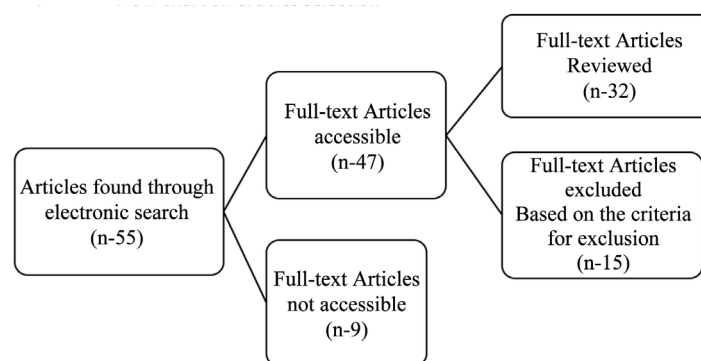 Full-text Articles
Reviewed
(n-32)
Full-text Articles
accessible
(n-47)
Articles found through
electronic search
(n-55)
Full-text Articles
excluded
Based on the criteria
for exclusion
(n-15)
Full-text Articles
not accessible
(n-9)